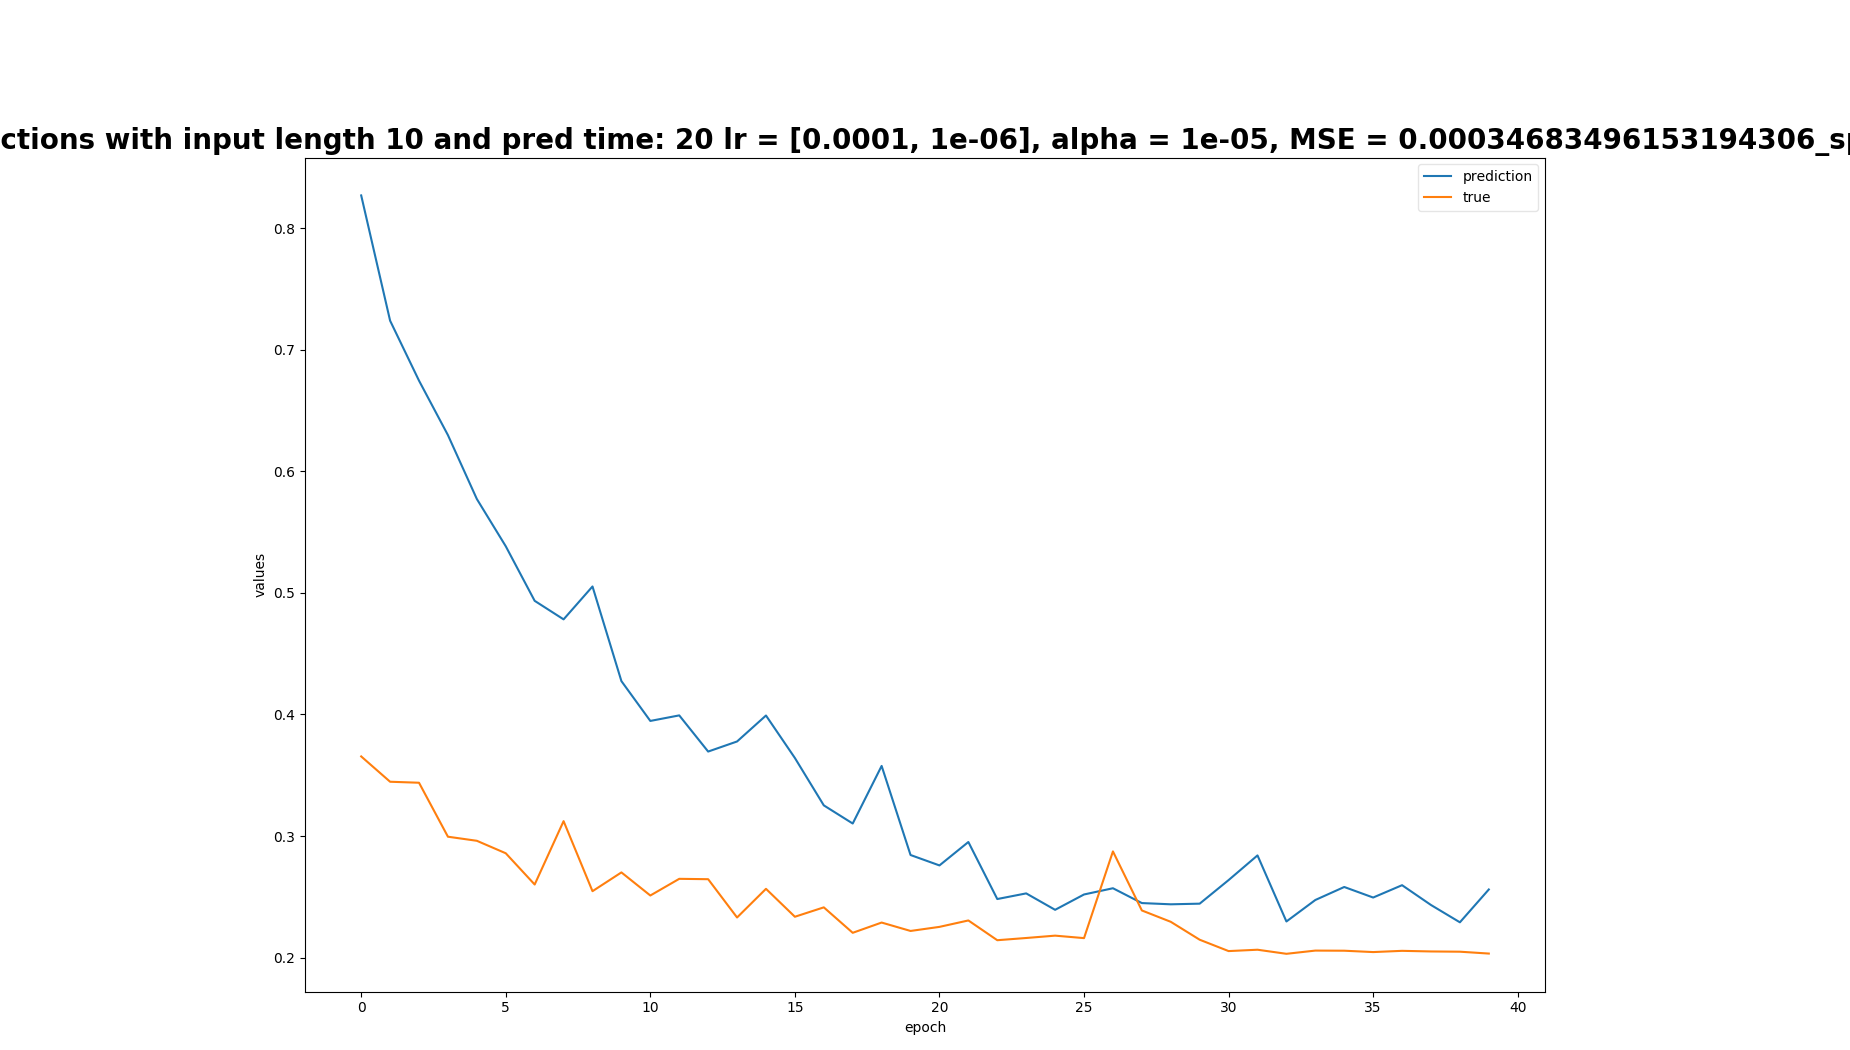 ctions with input length 10 and pred time: 20 lr = [0.0001, 1e-06], alpha = 1e-05, MSE = 0.00034683496153194306_sp
prediction
true
0.8
0.7
0.6
0.5
0.4
0.3
0.2
values
0 5 10 15 20 25 30 35 40
epoch